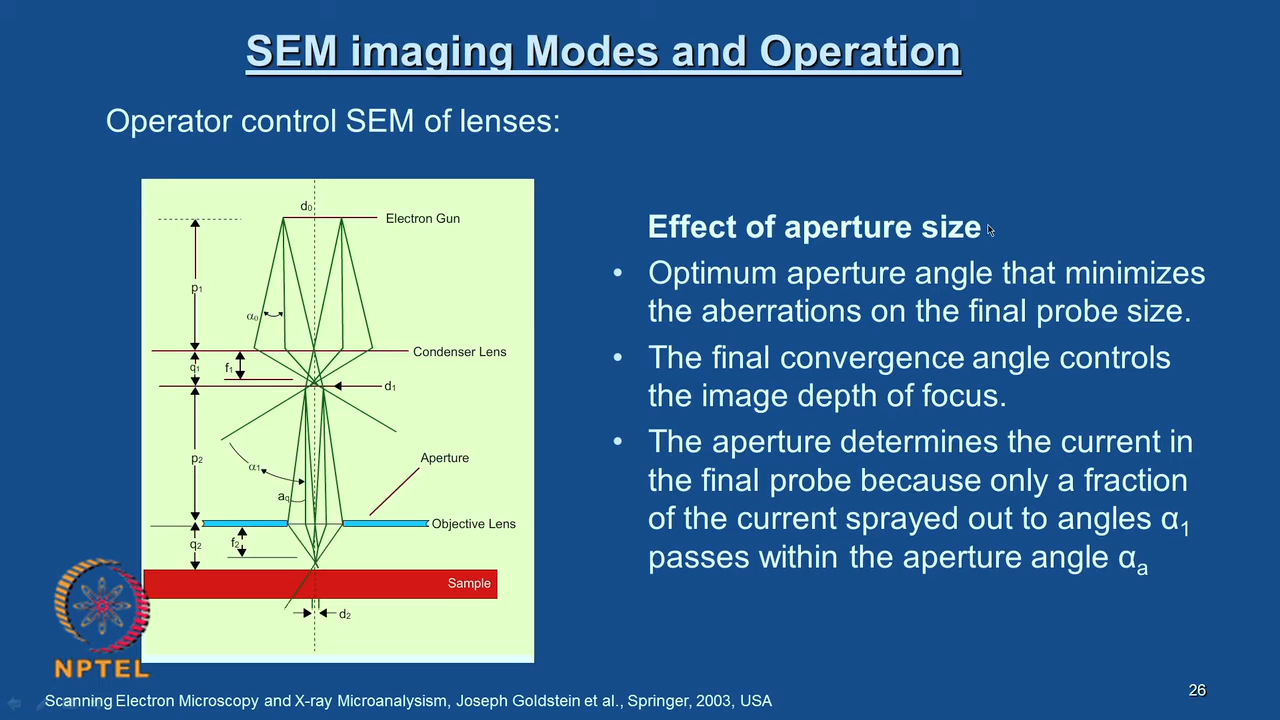 SEM imaging Modes and Operation
Operator control SEM of lenses:
d0
Electron Gun
p1
α0
Condenser Lens
q1
f1
d1
p2
Aperture
α1
aq
Objective Lens
f2
q2
Sample
d2
Effect of aperture size
• Optimum aperture angle that minimizes
the aberrations on the final probe size.
• The final convergence angle controls
the image depth of focus.
• The aperture determines the current in
the final probe because only a fraction
of the current sprayed out to angles α1
passes within the aperture angle αa
NPTEL
Scanning Electron Microscopy and X-ray Microanalysism, Joseph Goldstein et al., Springer, 2003, USA
26